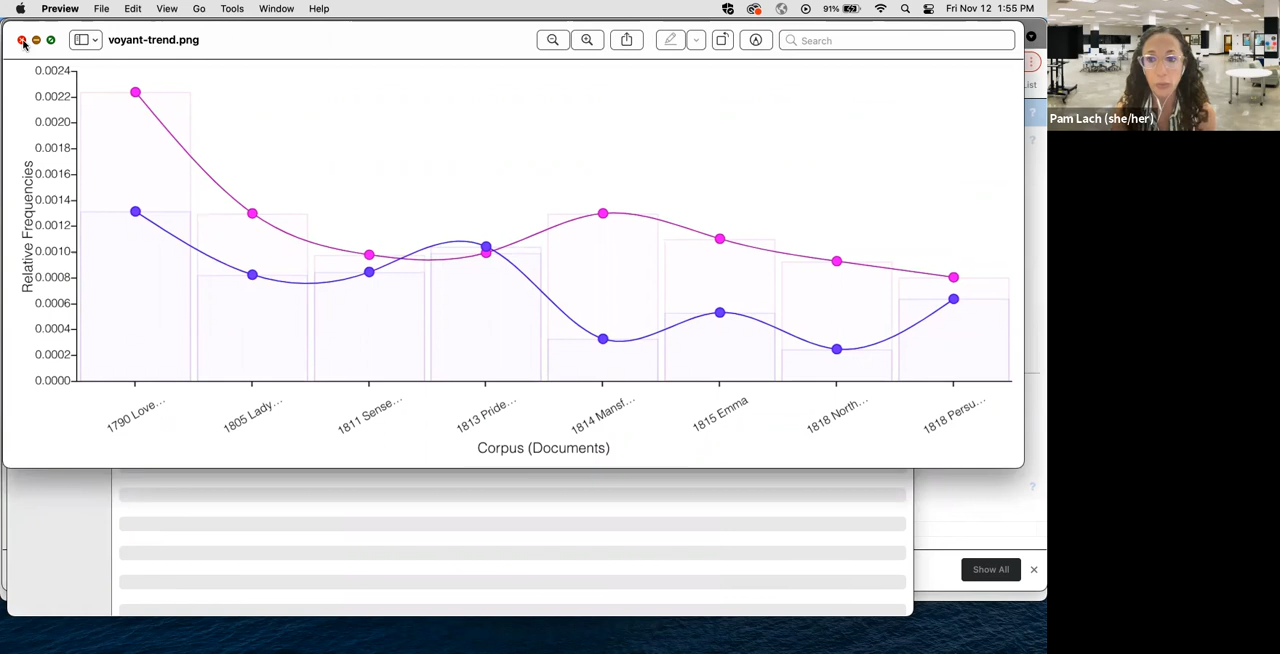 Preview File Edit View Go Tools Window Help 91% Fri Nov 12 1:55 PM
voyant-trend.png
Search
List
Pam Lach (she/her)
0.0024
0.0022
0.0020
0.0018
0.0016
0.0014
0.0012
0.0010
0.0008
0.0006
0.0004
0.0002
0.0000
Relative Frequencies
1790 Love...
1805 Lady...
1811 Sense...
1813 Pride...
1814 Mansf...
1815 Emma
1818 North...
1818 Persu...
Corpus (Documents)
?
?
?
Show All